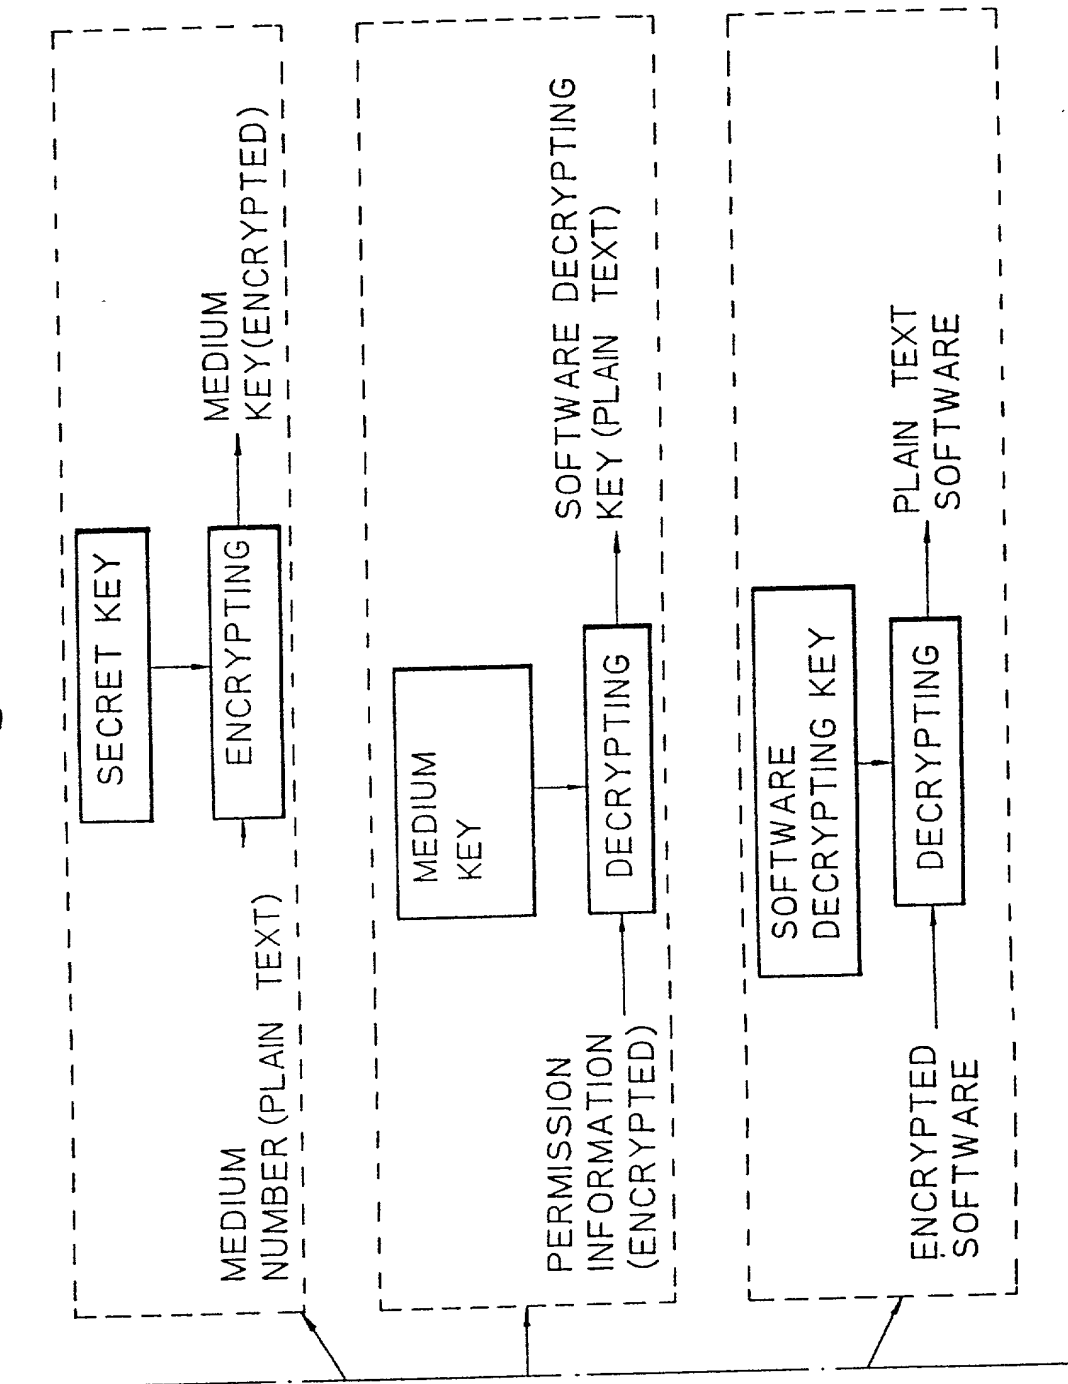 SECRET KEY
MEDIUM
NUMBER (PLAIN TEXT)
ENCRYPTING
MEDIUM
KEY(ENCRYPTED)
MEDIUM
KEY
PERMISSION
INFORMATION
(ENCRYPTED)
DECRYPTING
SOFTWARE DECRYPTING
KEY (PLAIN TEXT)
SOFTWARE
DECRYPTING KEY
ENCRYPTED
SOFTWARE
DECRYPTING
PLAIN TEXT
SOFTWARE